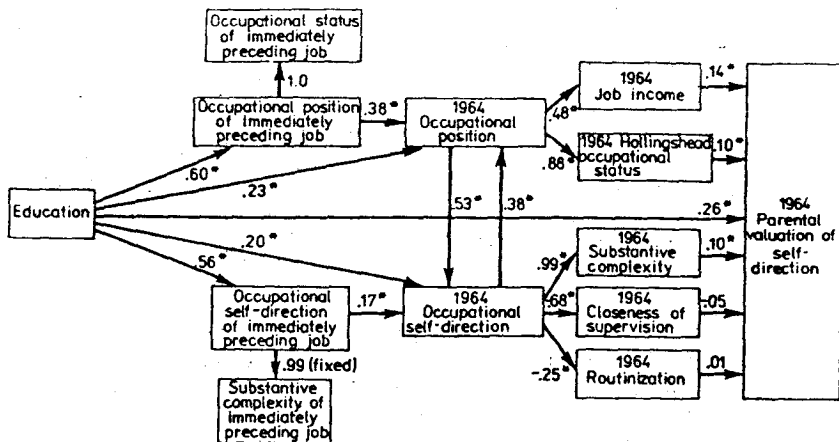 Occupational status
of immediately
preceding job
1.0
Occupational position
of immediately
preceding job
.38*
1964
Occupational
position
.48*
.88*
1964
Job income
.14*
1964 Hollingshead
occupational
status
.10*
.60*
.23*
Education
.53*
.38*
.26*
1964
Parental
valuation of
self-
direction
.20*
.56*
1964
Substantive
complexity
.10*
.99*
Occupational
self-direction
of immediately
preceding job
.17*
1964
Occupational
self-direction
.68*
1964
Closeness of
supervision
-.05
-.25*
1964
Routinization
.01
.99 (fixed)
Substantive
complexity of
immediately
preceding job